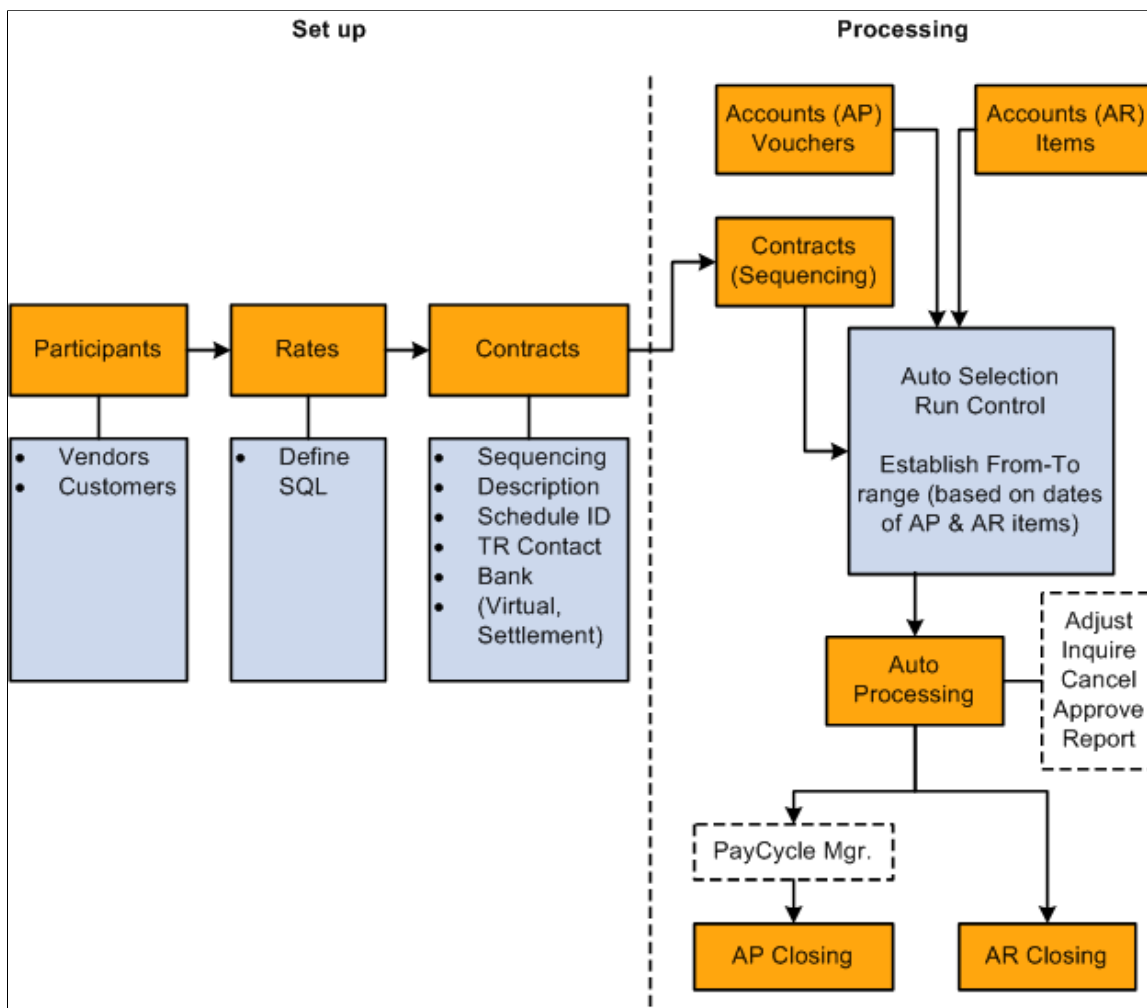 Set up
Processing
Accounts (AP)
Vouchers
Accounts (AR)
Items
Contracts
(Sequencing)
Participants
Rates
Contracts
• Vendors
• Customers
• Define
SQL
• Sequencing
• Description
• Schedule ID
• TR Contact
• Bank
• (Virtual,
Settlement)
Auto Selection
Run Control
Establish From-To
range (based on dates
of AP & AR items)
Auto
Processing
Adjust
Inquire
Cancel
Approve
Report
PayCycle Mgr.
AP Closing
AR Closing